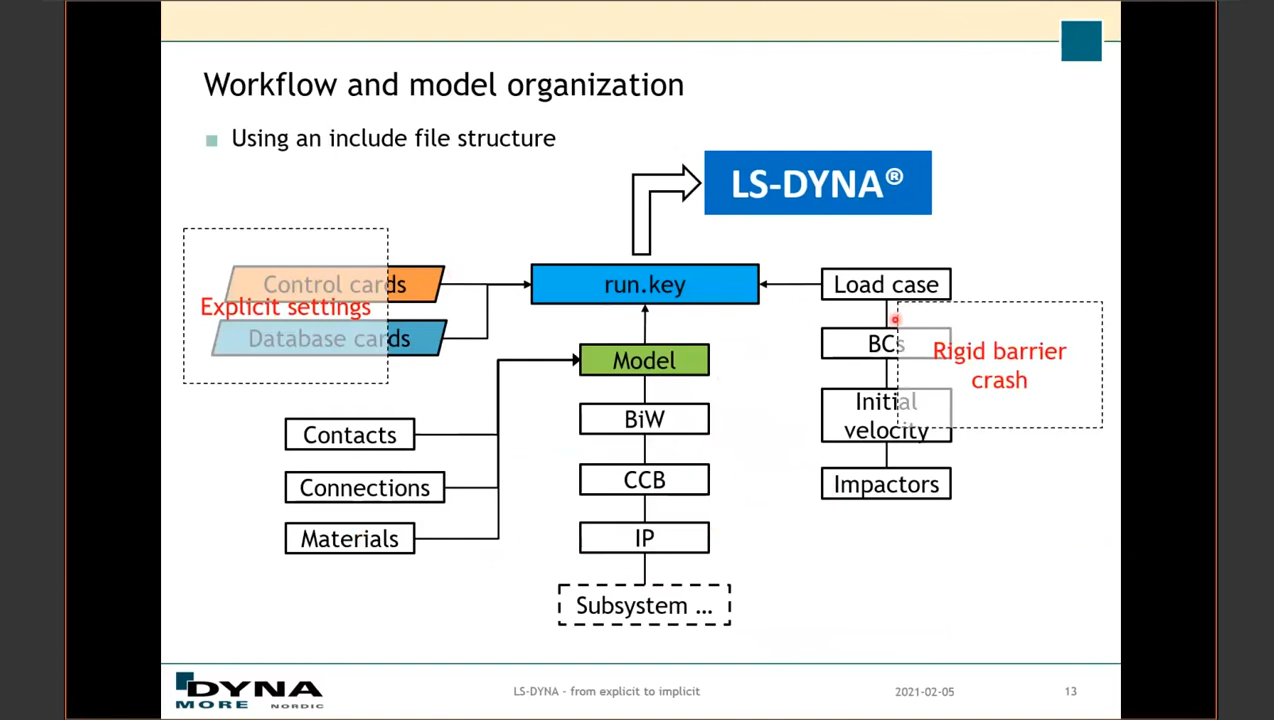 Workflow and model organization
Using an include file structure
LS-DYNA®
Control cards
Explicit settings
Database cards
run.key
Load case
Model
BCs
Rigid barrier
crash
BiW
Initial
velocity
Contacts
CCB
Impactors
Connections
IP
Materials
Subsystem …
DYNA
MORE NORDIC
LS-DYNA - from explicit to implicit
2021-02-05
13